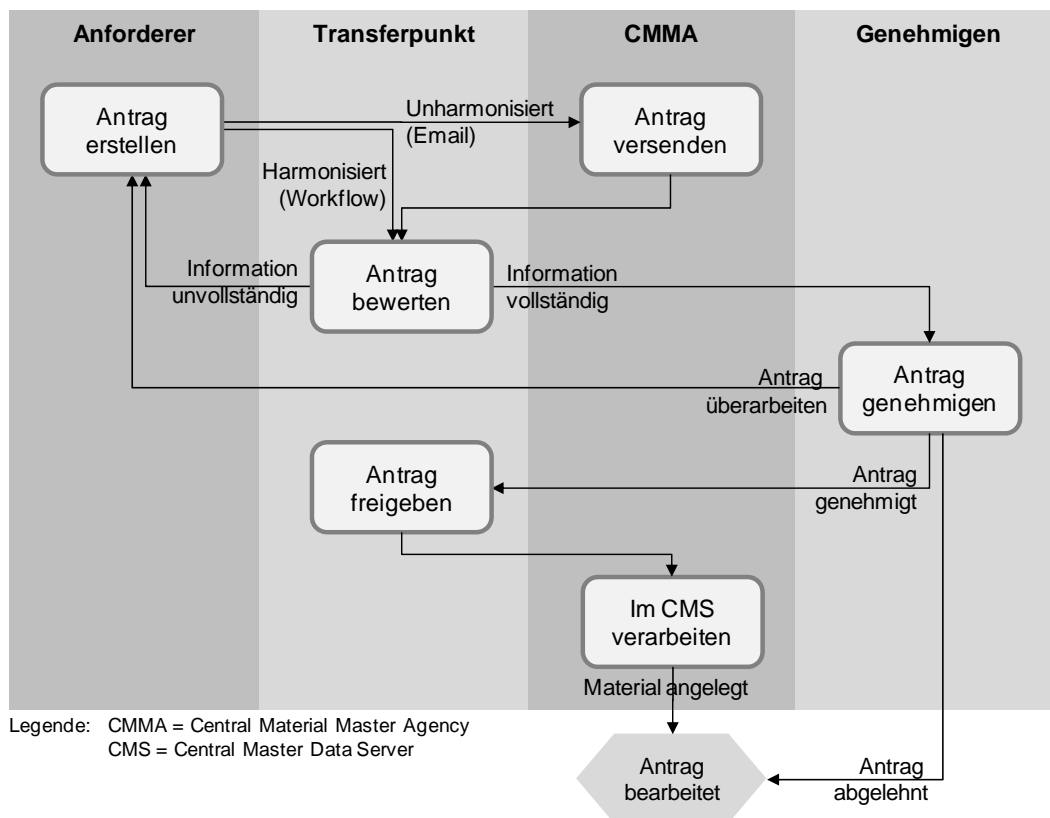 Anforderer
Transferpunkt
CMMA
Genehmigen
Antrag
erstellen
Unharmonisiert
(Email)
Antrag
versenden
Harmonisiert
(Workflow)
Information
unvollständig
Antrag
bewerten
Information
vollständig
Antrag
überarbeiten
Antrag
genehmigen
Antrag
freigeben
Antrag
genehmigt
Im CMS
verarbeiten
Material angelegt
Legende: CMMA = Central Material Master Agency
CMS = Central Master Data Server
Antrag
bearbeitet
Antrag
abgelehnt